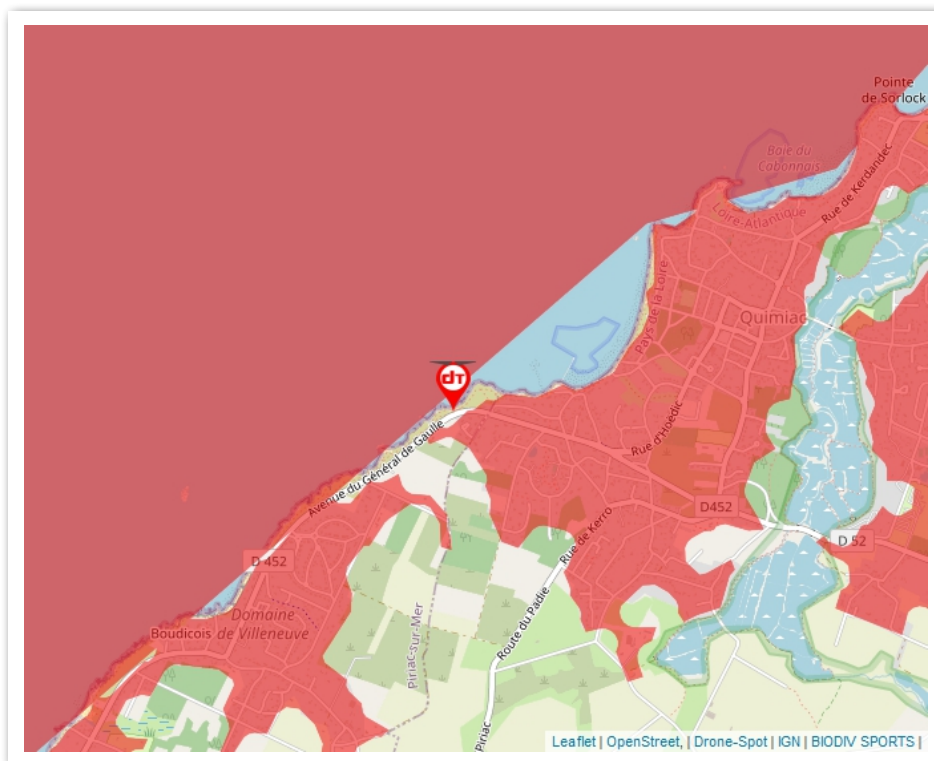 Pointe
de Sorlock
Baie du
Cabonnais
Rue de Kerdandec
Loire-Atlantique
Pays de la Loire
Quimiac
dT
Rue d'Hoëdic
Avenue du Général de Gaulle
D452
D 52
Rue de Kerro
D 452
Route du Padie
Domaine
de Villeneuve
Boudicois
Piriac-sur-Mer
Piriac
Leaflet | OpenStreet, | Drone-Spot | IGN | BIODIV SPORTS |